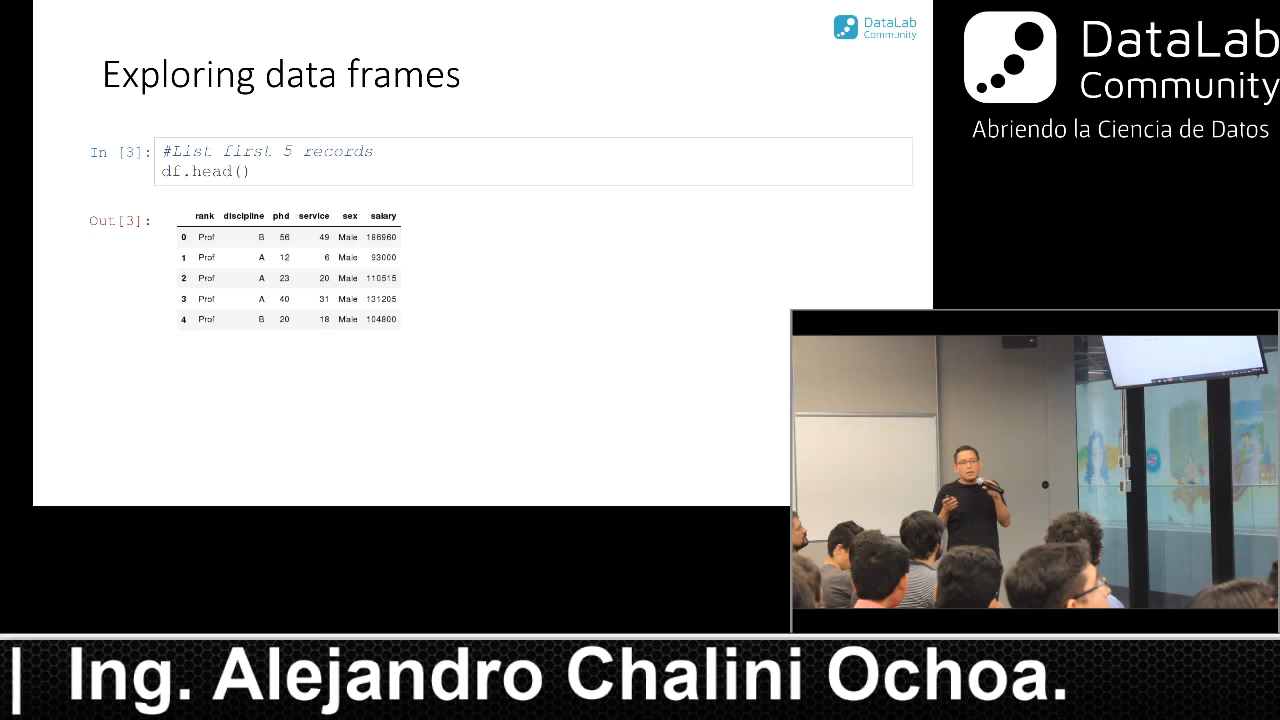 DataLab
Community
Exploring data frames
In [3]:
#List first 5 records
df.head()
Out[3]:
rank discipline phd service sex salary
0 Prof B 56 49 Male 186960
1 Prof A 12 6 Male 93000
2 Prof A 23 20 Male 110515
3 Prof A 40 31 Male 131205
4 Prof B 20 18 Male 104800
DataLab
Community
Abriendo la Ciencia de Datos
| Ing. Alejandro Chalini Ochoa.